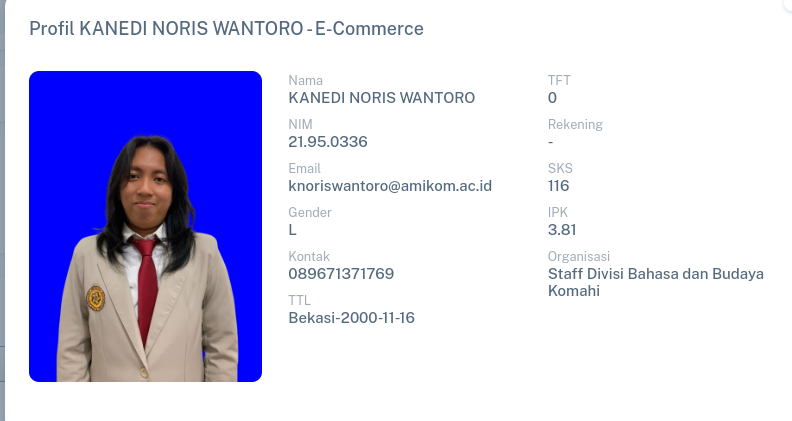 Profil KANEDI NORIS WANTORO - E-Commerce
Nama
KANEDI NORIS WANTORO
NIM
21.95.0336
Email
knoriswantoro@amikom.ac.id
Gender
L
Kontak
089671371769
TTL
Bekasi-2000-11-16
TFT
0
Rekening
-
SKS
116
IPK
3.81
Organisasi
Staff Divisi Bahasa dan Budaya
Komahi